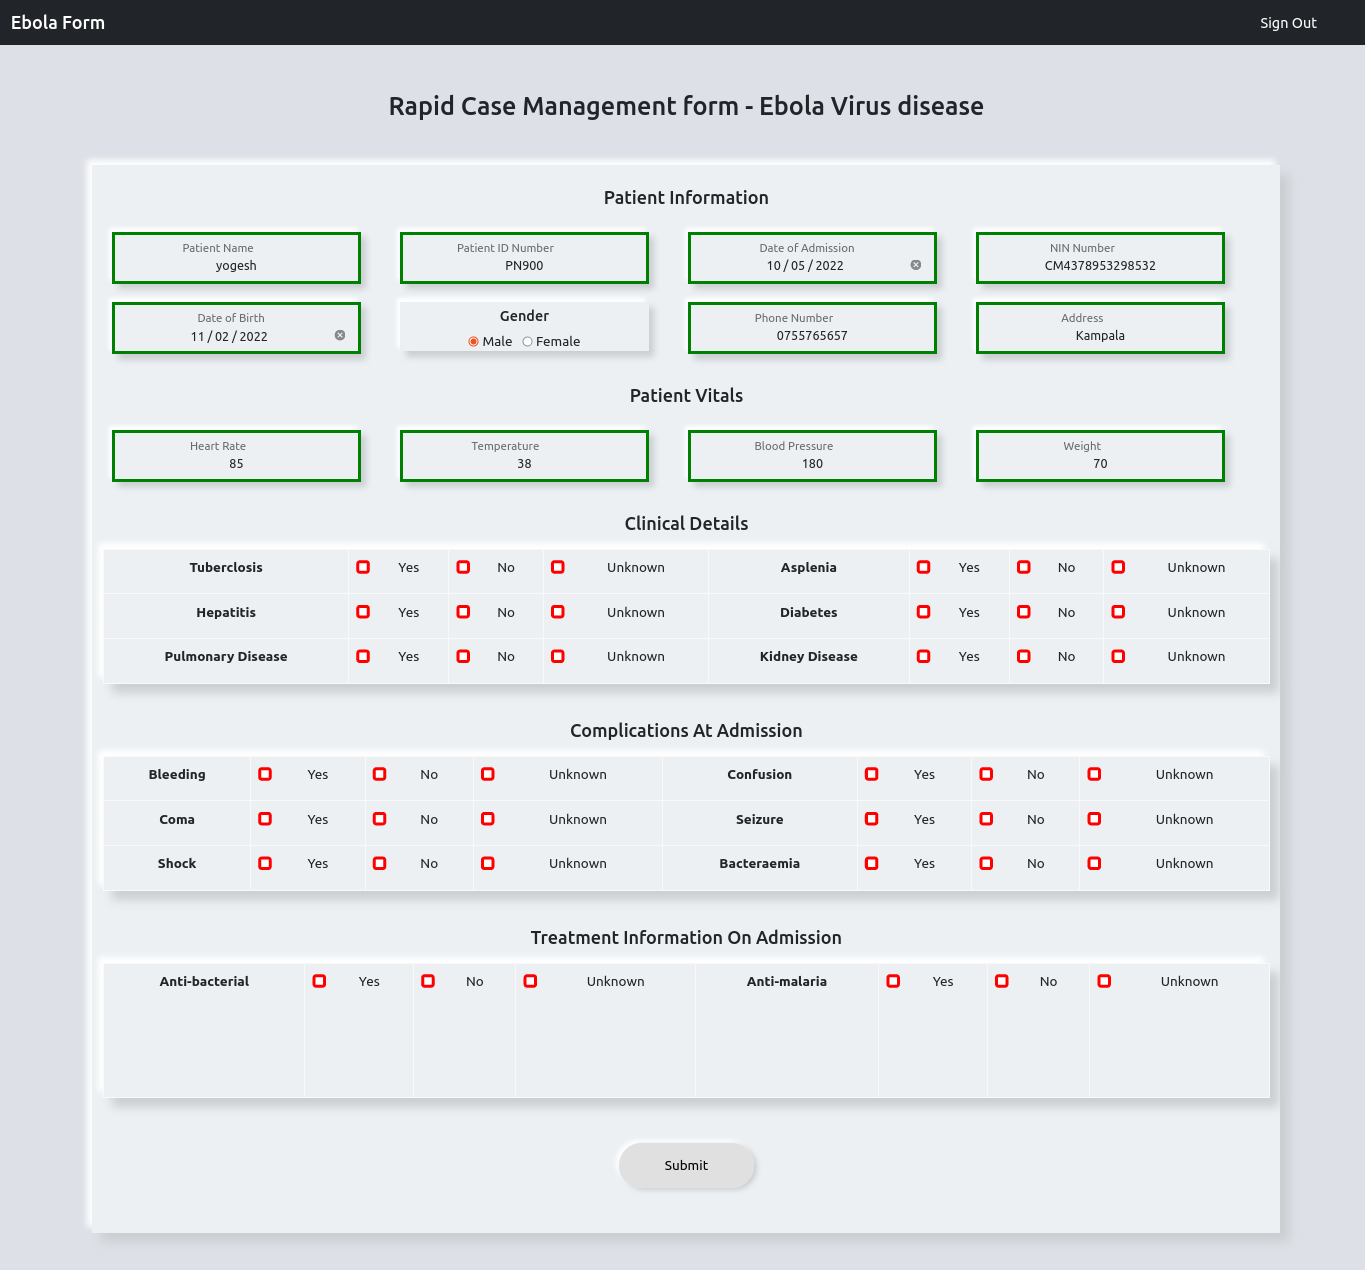 Ebola Form Sign Out
Rapid Case Management form - Ebola Virus disease
Patient Information
Patient Name Patient ID Number Date of Admission NIN Number
yogesh PN900 10 / 05 / 2022 CM4378953298532
Date of Birth Gender Phone Number Address
11 / 02 / 2022 Male Female 0755765657 Kampala
Patient Vitals
Heart Rate Temperature Blood Pressure Weight
85 38 180 70
Clinical Details
Tuberclosis Yes No Unknown Asplenia Yes No Unknown
Hepatitis Yes No Unknown Diabetes Yes No Unknown
Pulmonary Disease Yes No Unknown Kidney Disease Yes No Unknown
Complications At Admission
Bleeding Yes No Unknown Confusion Yes No Unknown
Coma Yes No Unknown Seizure Yes No Unknown
Shock Yes No Unknown Bacteraemia Yes No Unknown
Treatment Information On Admission
Anti-bacterial Yes No Unknown Anti-malaria Yes No Unknown
Submit